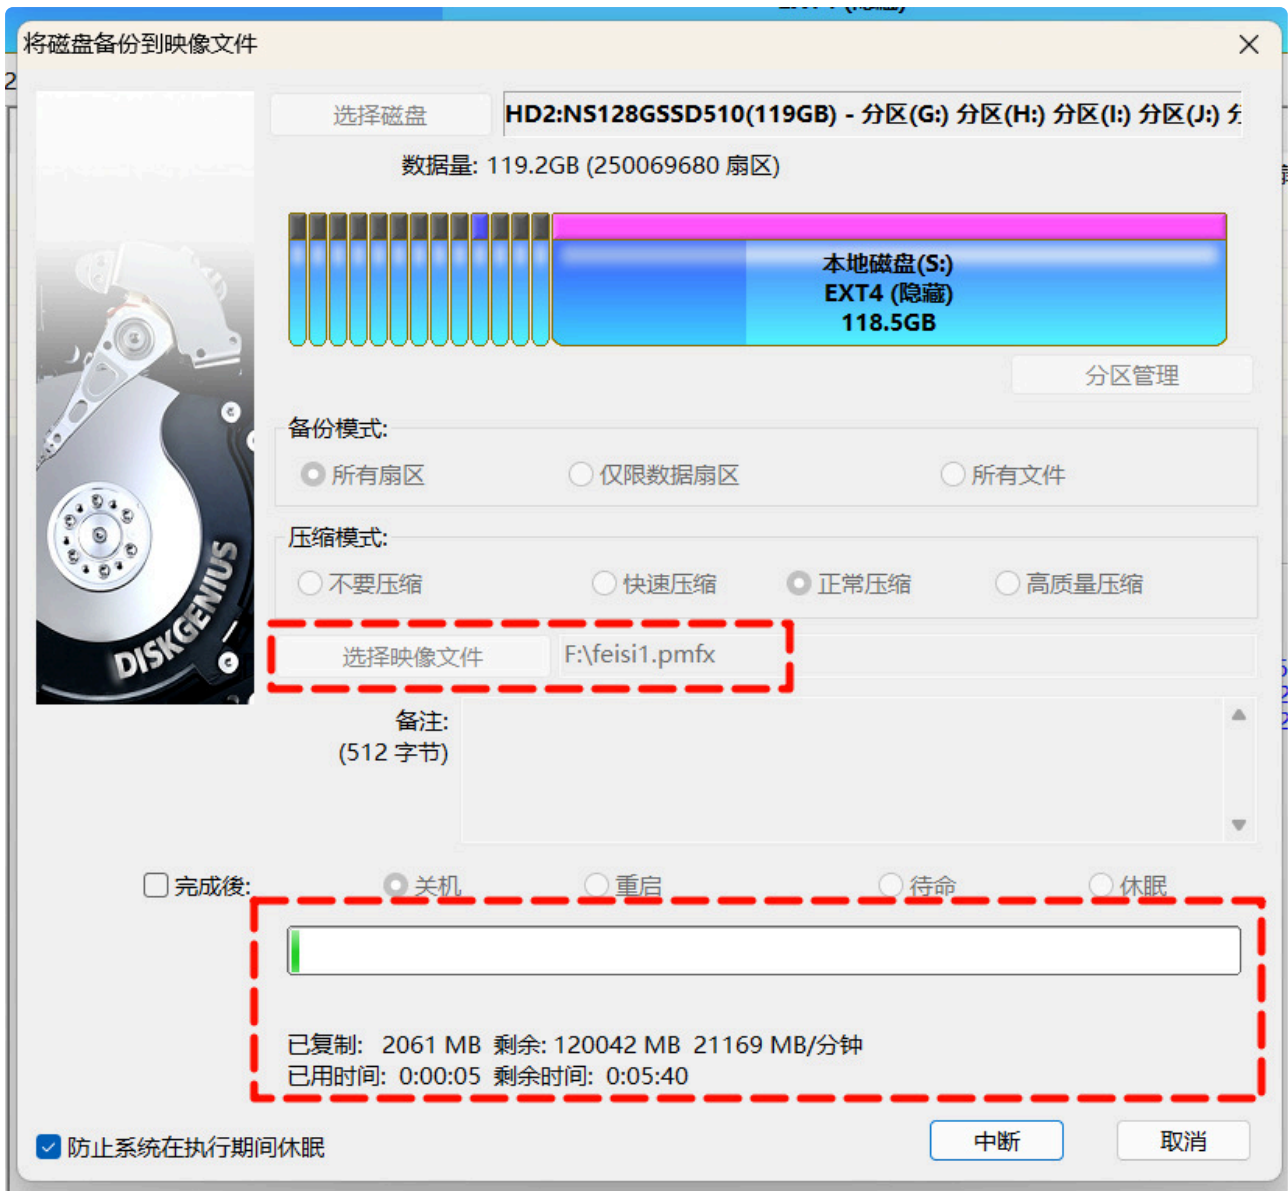 将磁盘备份到映像文件
选择磁盘
HD2:NS128GSSD510(119GB) - 分区(G:) 分区(H:) 分区(I:) 分区(J:)
数据量: 119.2GB (250069680 扇区)
本地磁盘(S:)
EXT4 (隐藏)
118.5GB
分区管理
备份模式:
所有扇区 仅限数据扇区 所有文件
压缩模式:
不要压缩 快速压缩 正常压缩 高质量压缩
DISKGENIUS
选择映像文件 F:\feisi1.pmfx
备注:
(512 字节)
完成後: 关机 重启 待命 休眠
已复制: 2061 MB 剩余: 120042 MB 21169 MB/分钟
已用时间: 0:00:05 剩余时间: 0:05:40
防止系统在执行期间休眠
中断 取消